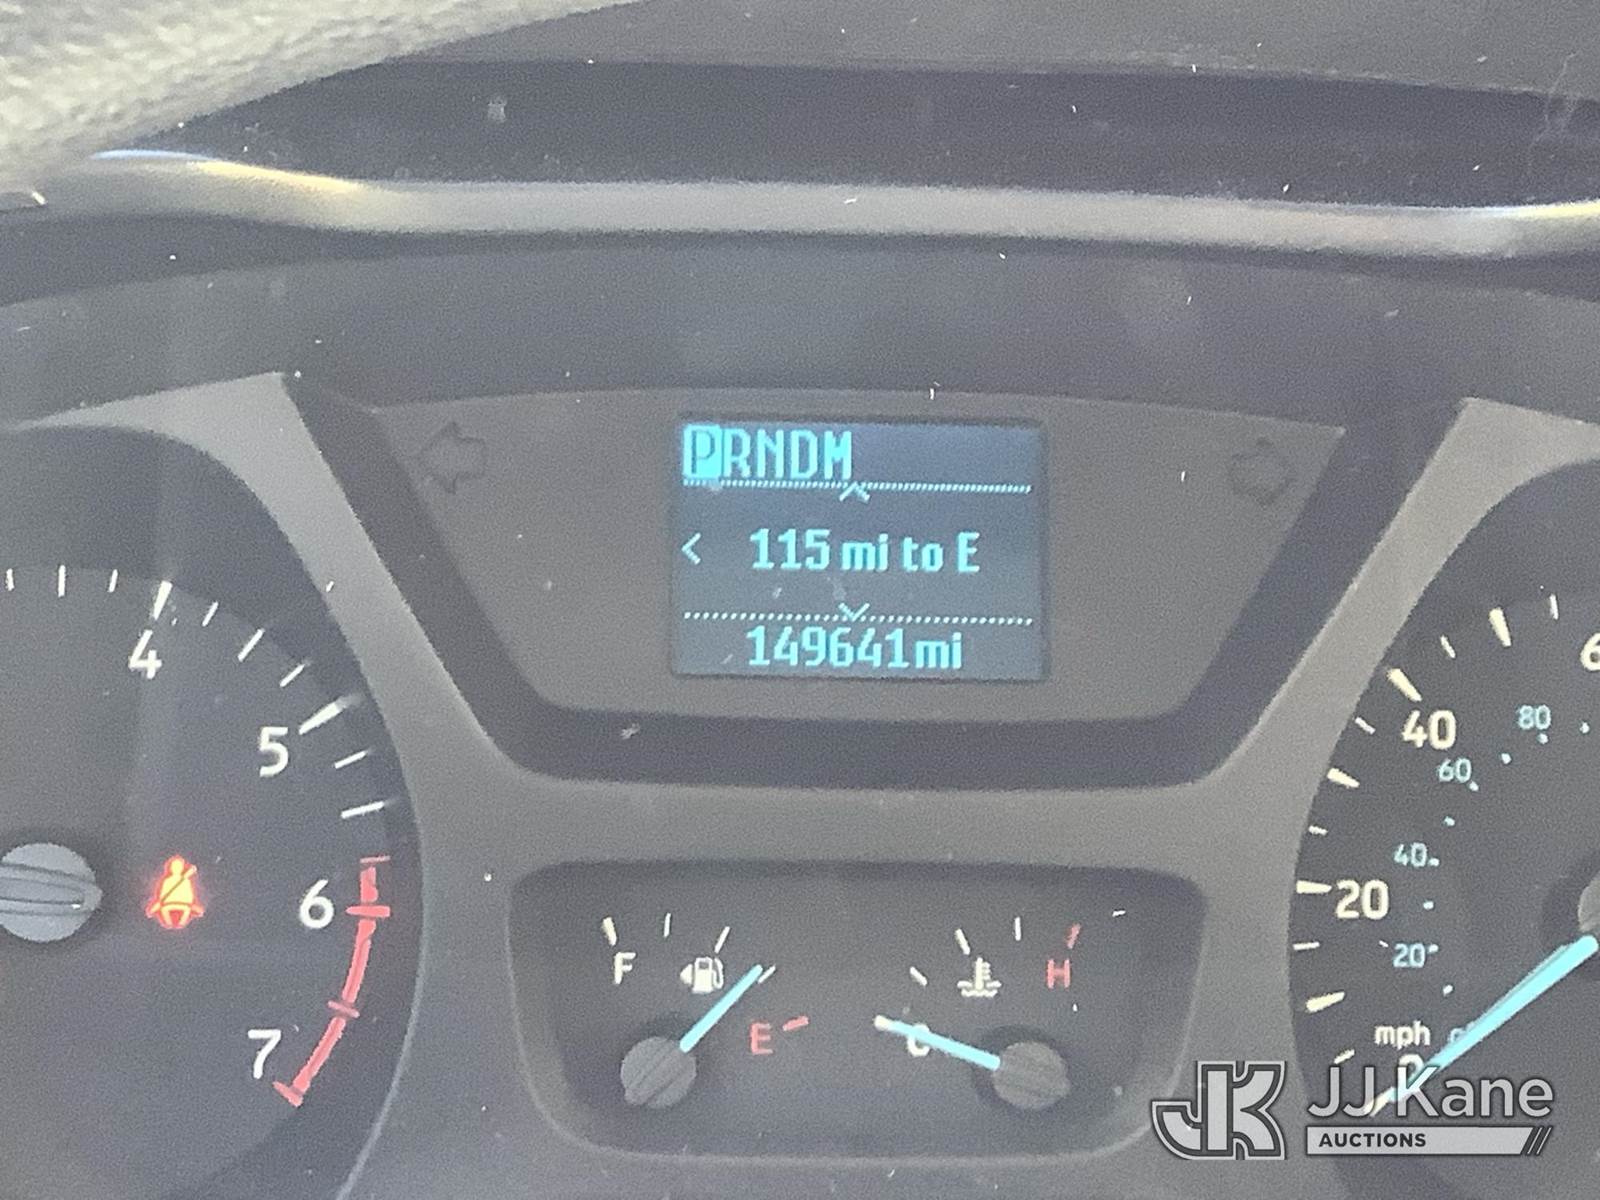 PRNDM
< 115 mi to E
149641mi
4
5
6
7
F
E
C
H
40
80
60
40
20
20
mph
0
JJ Kane
AUCTIONS